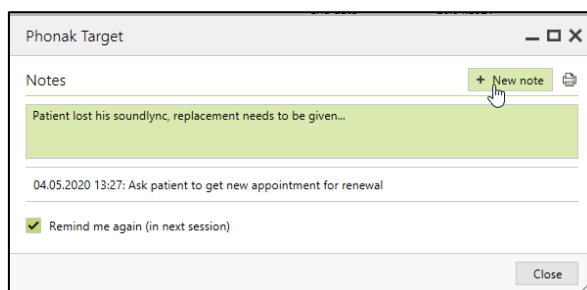 Phonak Target
Notes
+ New note
Patient lost his soundlync, replacement needs to be given...
04.05.2020 13:27: Ask patient to get new appointment for renewal
Remind me again (in next session)
Close